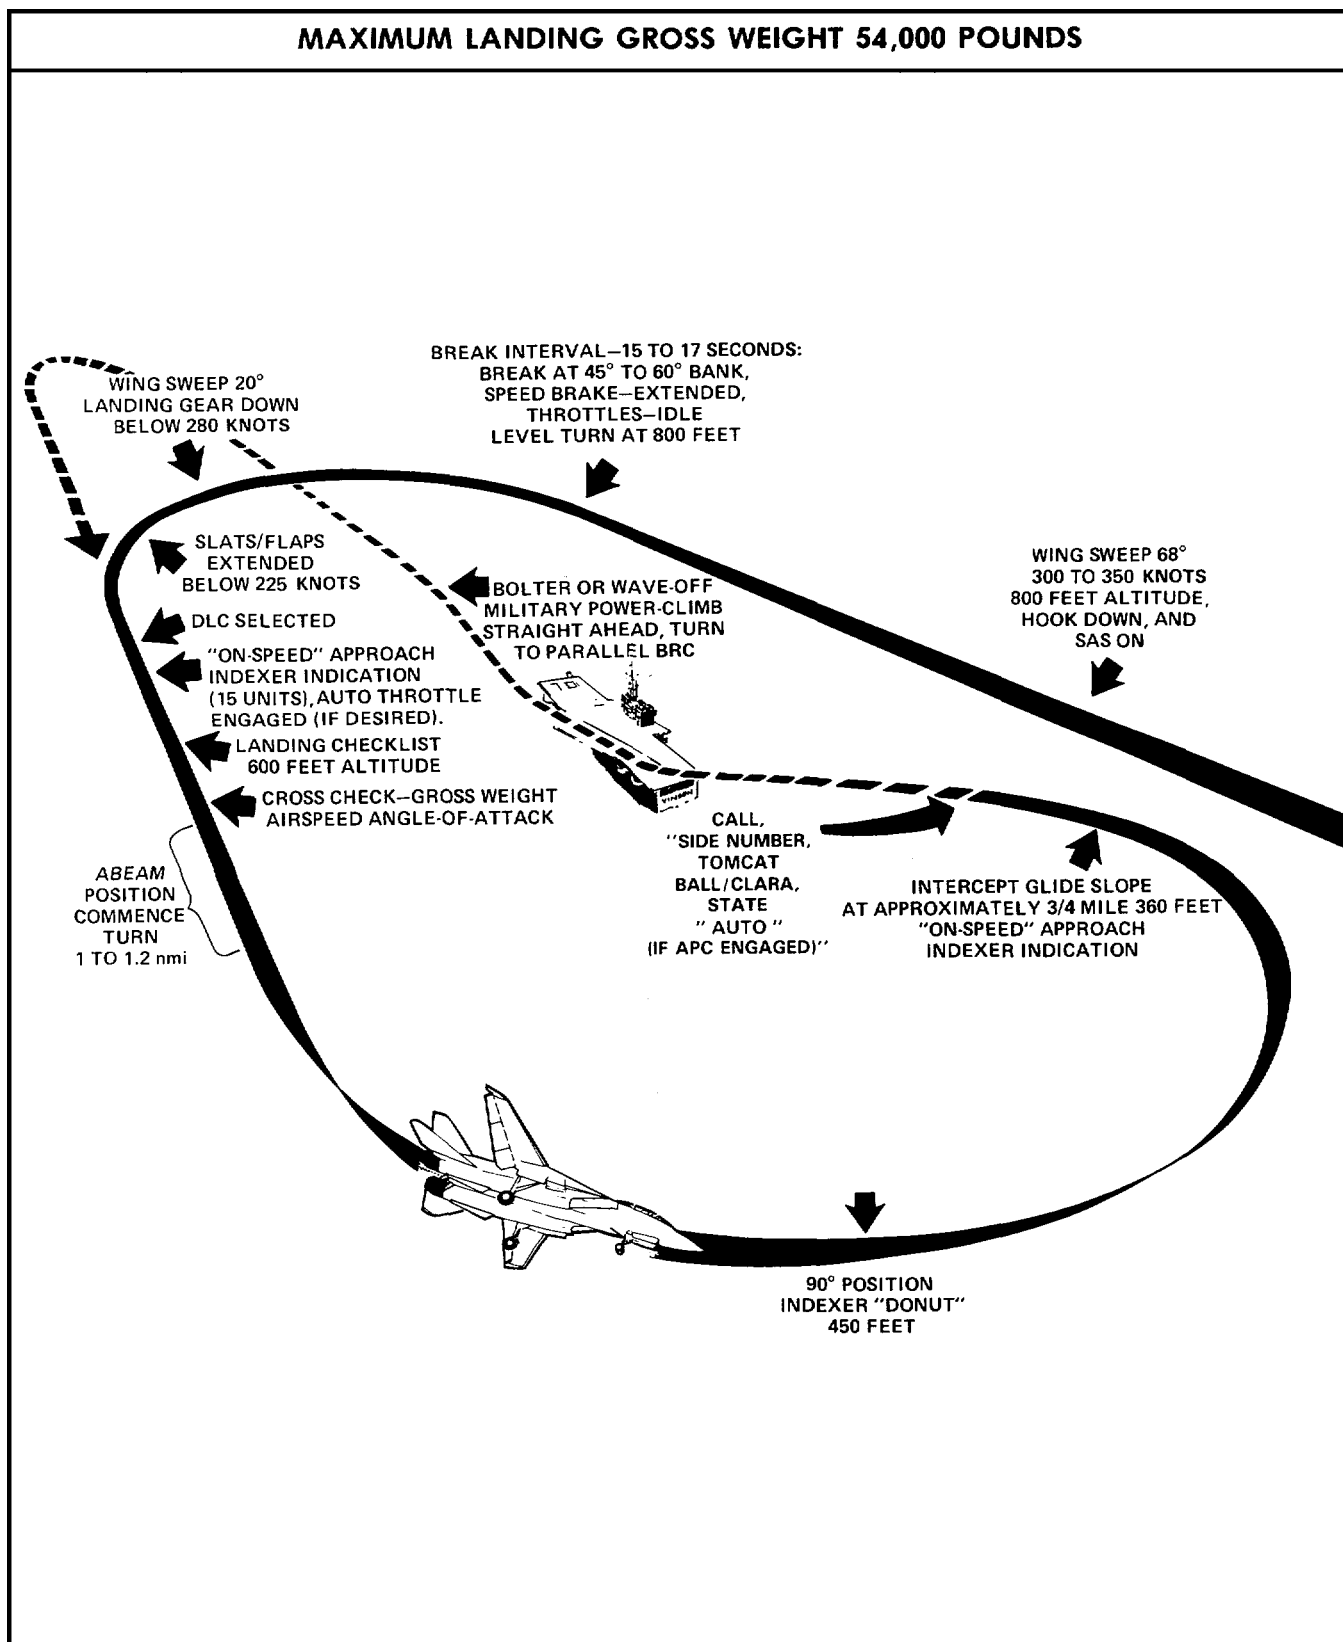 MAXIMUM LANDING GROSS WEIGHT 54,000 POUNDS
BREAK INTERVAL—15 TO 17 SECONDS:
BREAK AT 45° TO 60° BANK,
SPEED BRAKE—EXTENDED,
THROTTLES—IDLE
LEVEL TURN AT 800 FEET
WING SWEEP 20°
LANDING GEAR DOWN
BELOW 280 KNOTS
WING SWEEP 68°
300 TO 350 KNOTS
800 FEET ALTITUDE,
HOOK DOWN, AND
SAS ON
SLATS/FLAPS
EXTENDED
BELOW 225 KNOTS
BOLTER OR WAVE-OFF
MILITARY POWER-CLIMB
STRAIGHT AHEAD, TURN
TO PARALLEL BRC
DLC SELECTED
"ON-SPEED" APPROACH
INDEXER INDICATION
(15 UNITS), AUTO THROTTLE
ENGAGED (IF DESIRED).
LANDING CHECKLIST
600 FEET ALTITUDE
CROSS CHECK—GROSS WEIGHT
AIRSPEED ANGLE-OF-ATTACK
VINSON
CALL,
"SIDE NUMBER,
TOMCAT
BALL/CLARA,
STATE
" AUTO "
(IF APC ENGAGED)"
ABEAM
POSITION
COMMENCE
TURN
1 TO 1.2 nmi
INTERCEPT GLIDE SLOPE
AT APPROXIMATELY 3/4 MILE 360 FEET
"ON-SPEED" APPROACH
INDEXER INDICATION
90° POSITION
INDEXER "DONUT"
450 FEET